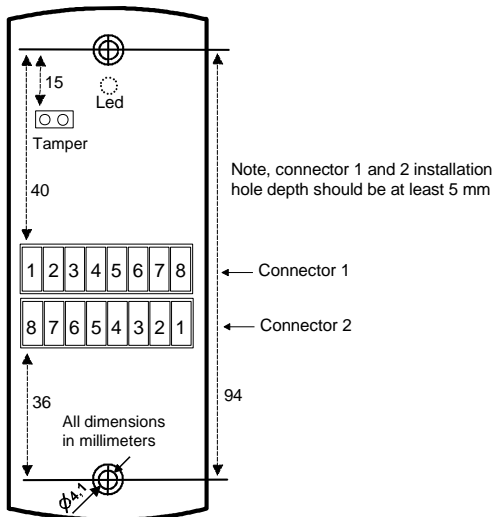 15
Led
Tamper
40
Note, connector 1 and 2 installation
hole depth should be at least 5 mm
1 2 3 4 5 6 7 8
Connector 1
8 7 6 5 4 3 2 1
Connector 2
36
94
All dimensions
in millimeters
ϕ4,1